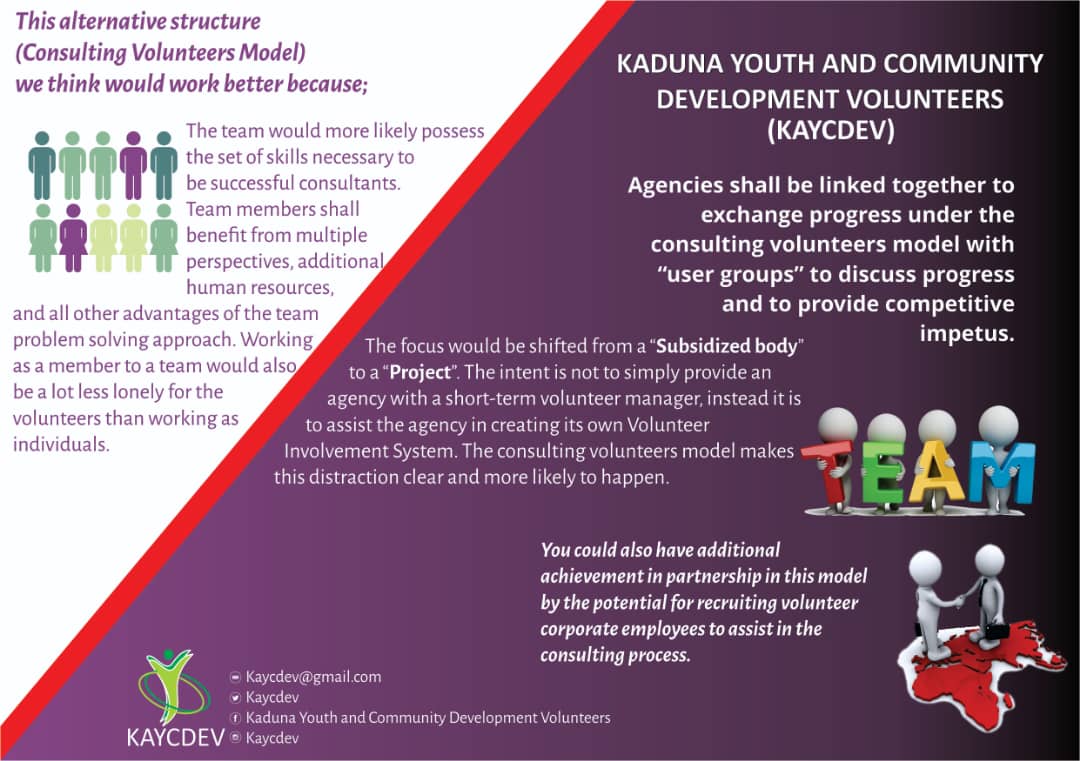 This alternative structure
(Consulting Volunteers Model)
we think would work better because;
The team would more likely possess
the set of skills necessary to
be successful consultants.
Team members shall
benefit from multiple
perspectives, additional
human resources,
and all other advantages of the team
problem solving approach. Working
as a member to a team would also
be a lot less lonely for the
volunteers than working as
individuals.
KADUNA YOUTH AND COMMUNITY
DEVELOPMENT VOLUNTEERS
(KAYCDEV)
Agencies shall be linked together to
exchange progress under the
consulting volunteers model with
“user groups” to discuss progress
and to provide competitive
impetus.
The focus would be shifted from a “Subsidized body”
to a “Project”. The intent is not to simply provide an
agency with a short-term volunteer manager, instead it is
to assist the agency in creating its own Volunteer
Involvement System. The consulting volunteers model makes
this distraction clear and more likely to happen.
TEAM
You could also have additional
achievement in partnership in this model
by the potential for recruiting volunteer
corporate employees to assist in the
consulting process.
KAYCDEV
Kaycdev@gmail.com
Kaycdev
Kaduna Youth and Community Development Volunteers
Kaycdev